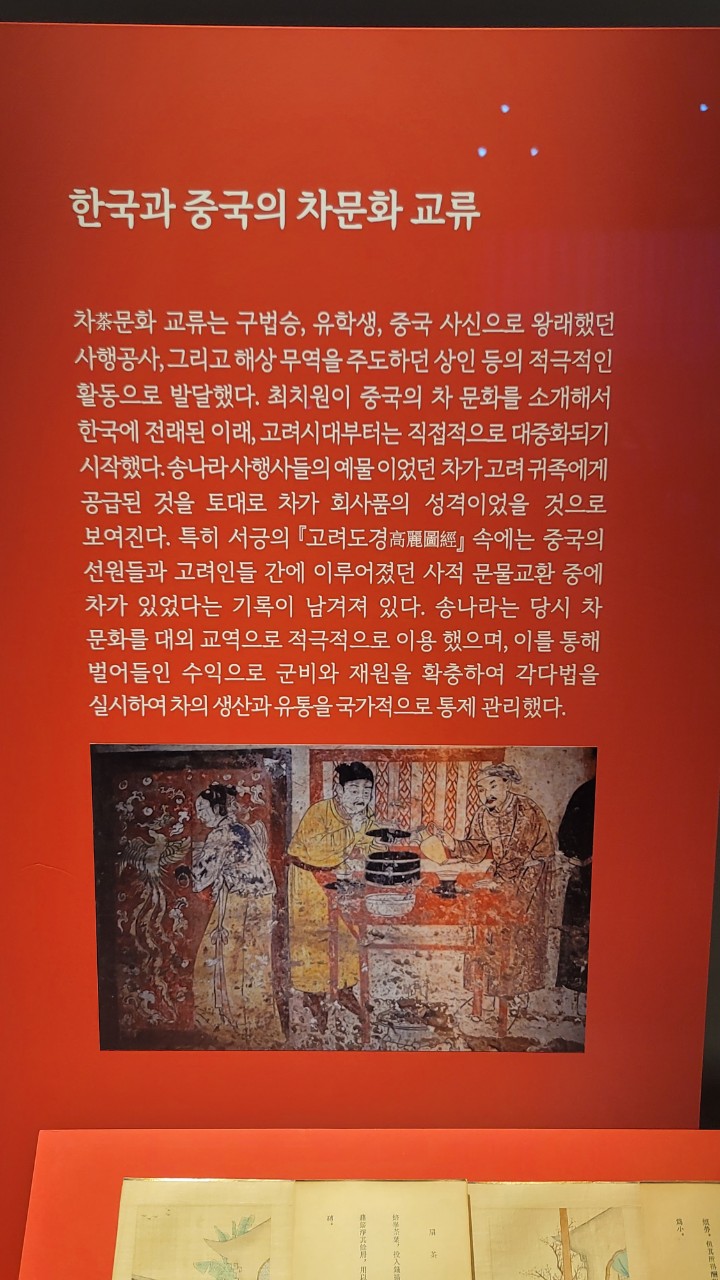 한국과 중국의 차문화 교류
차茶문화 교류는 구법승, 유학생, 중국 사신으로 왕래했던
사행공사, 그리고 해상 무역을 주도하던 상인 등의 적극적인
활동으로 발달했다. 최치원이 중국의 차 문화를 소개해서
한국에 전래된 이래, 고려시대부터는 직접적으로 대중화되기
시작했다. 송나라 사행사들의 예물 이었던 차가 고려 귀족에게
공급된 것을 토대로 차가 회사품의 성격이었을 것으로
보여진다. 특히 서긍의 『고려도경高麗圖經』 속에는 중국의
선원들과 고려인들 간에 이루어졌던 사적 문물교환 중에
차가 있었다는 기록이 남겨져 있다. 송나라는 당시 차
문화를 대외 교역으로 적극적으로 이용 했으며, 이를 통해
벌어들인 수익으로 군비와 재원을 확충하여 각다법을
실시하여 차의 생산과 유통을 국가적으로 통제 관리했다.